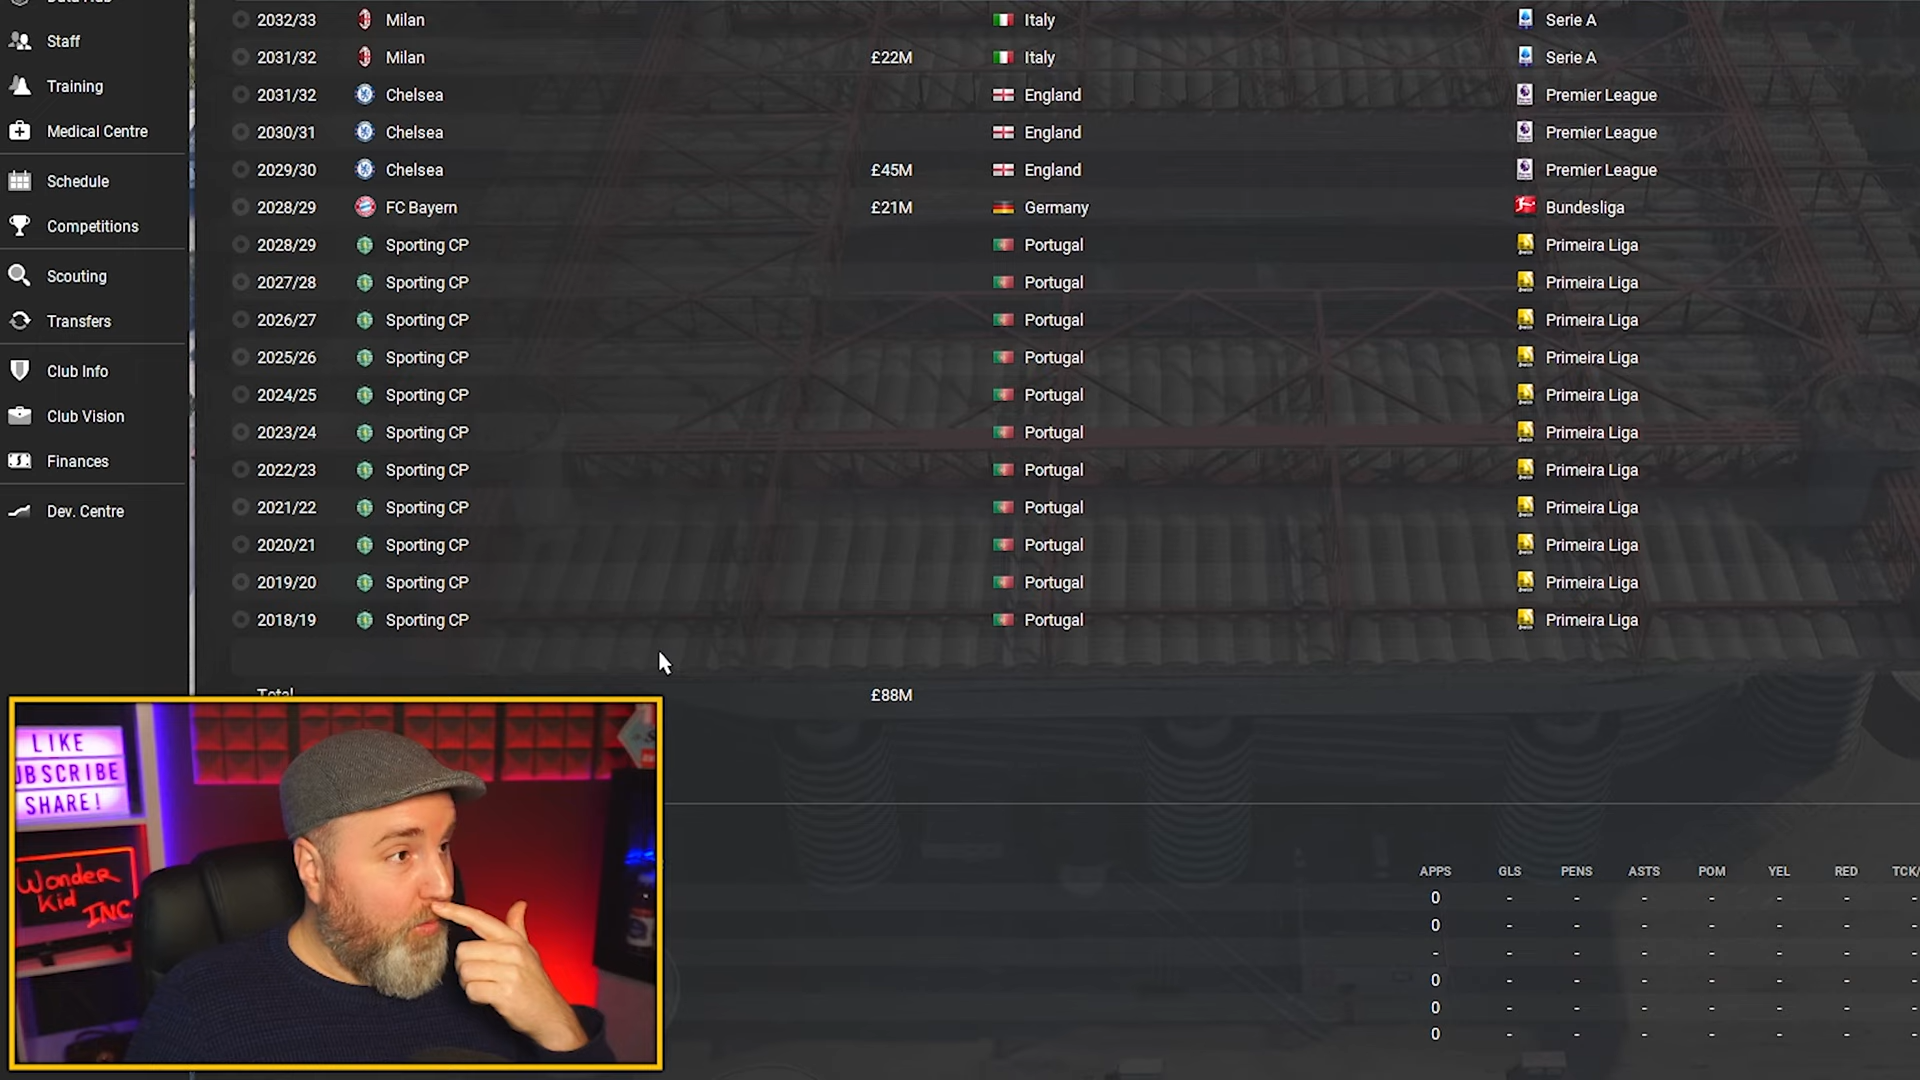 2032/33 Milan Italy Serie A
Staff
2031/32 Milan £22M Italy Serie A
Training
2031/32 Chelsea England Premier League
Medical Centre
2030/31 Chelsea England Premier League
2029/30 Chelsea £45M England Premier League
Schedule
2028/29 FC Bayern £21M Germany Bundesliga
Competitions
2028/29 Sporting CP Portugal Primeira Liga
Scouting
2027/28 Sporting CP Portugal Primeira Liga
Transfers
2026/27 Sporting CP Portugal Primeira Liga
2025/26 Sporting CP Portugal Primeira Liga
Club Info
2024/25 Sporting CP Portugal Primeira Liga
Club Vision
2023/24 Sporting CP Portugal Primeira Liga
Finances
2022/23 Sporting CP Portugal Primeira Liga
2021/22 Sporting CP Portugal Primeira Liga
Dev. Centre
2020/21 Sporting CP Portugal Primeira Liga
2019/20 Sporting CP Portugal Primeira Liga
2018/19 Sporting CP Portugal Primeira Liga
Total £88M
LIKE
UBSCRIBE
SHARE!
Wonder
Kid
INC
APPS GLS PENS ASTS POM YEL RED TCK/
0 - - - - - - -
0 - - - - - - -
- - - - - - - -
0 - - - - - - -
0 - - - - - - -
0 - - - - - - -